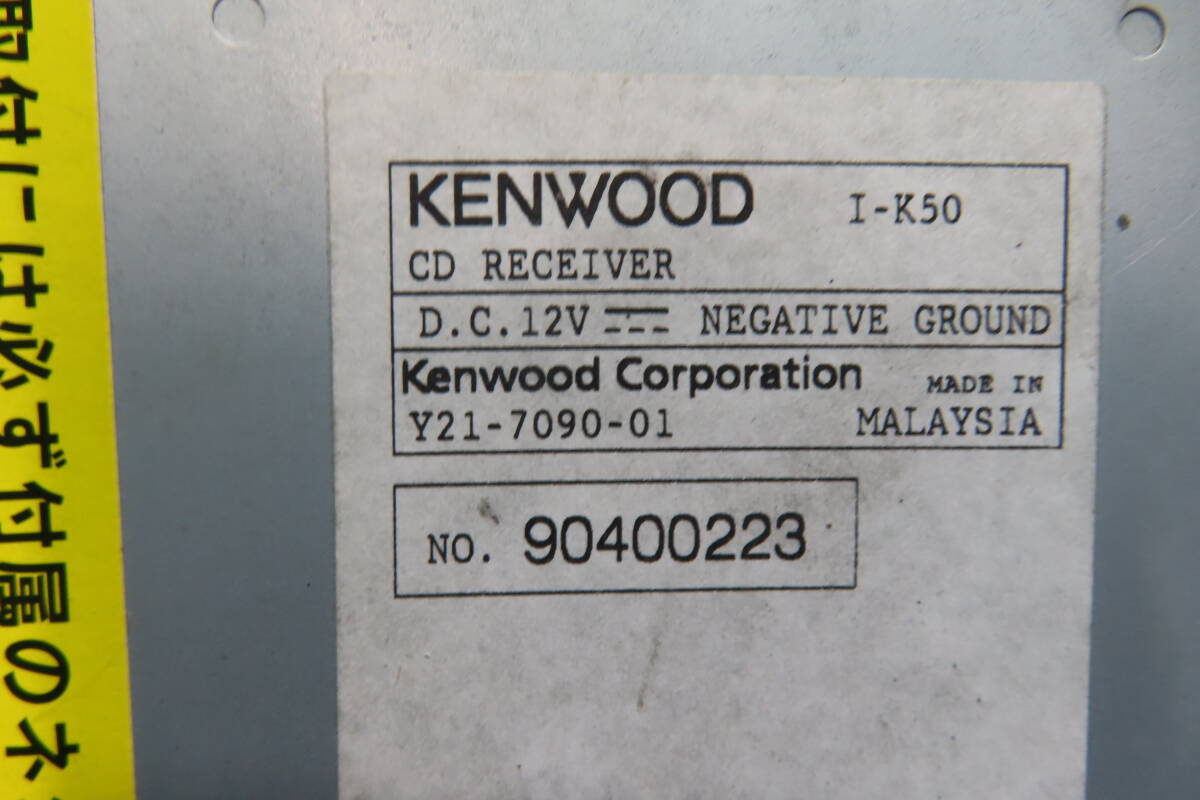 取付には必ず付属のネ
KENWOOD I-K50
CD RECEIVER
D.C.12V NEGATIVE GROUND
Kenwood Corporation MADE IN
Y21-7090-01 MALAYSIA
NO. 90400223